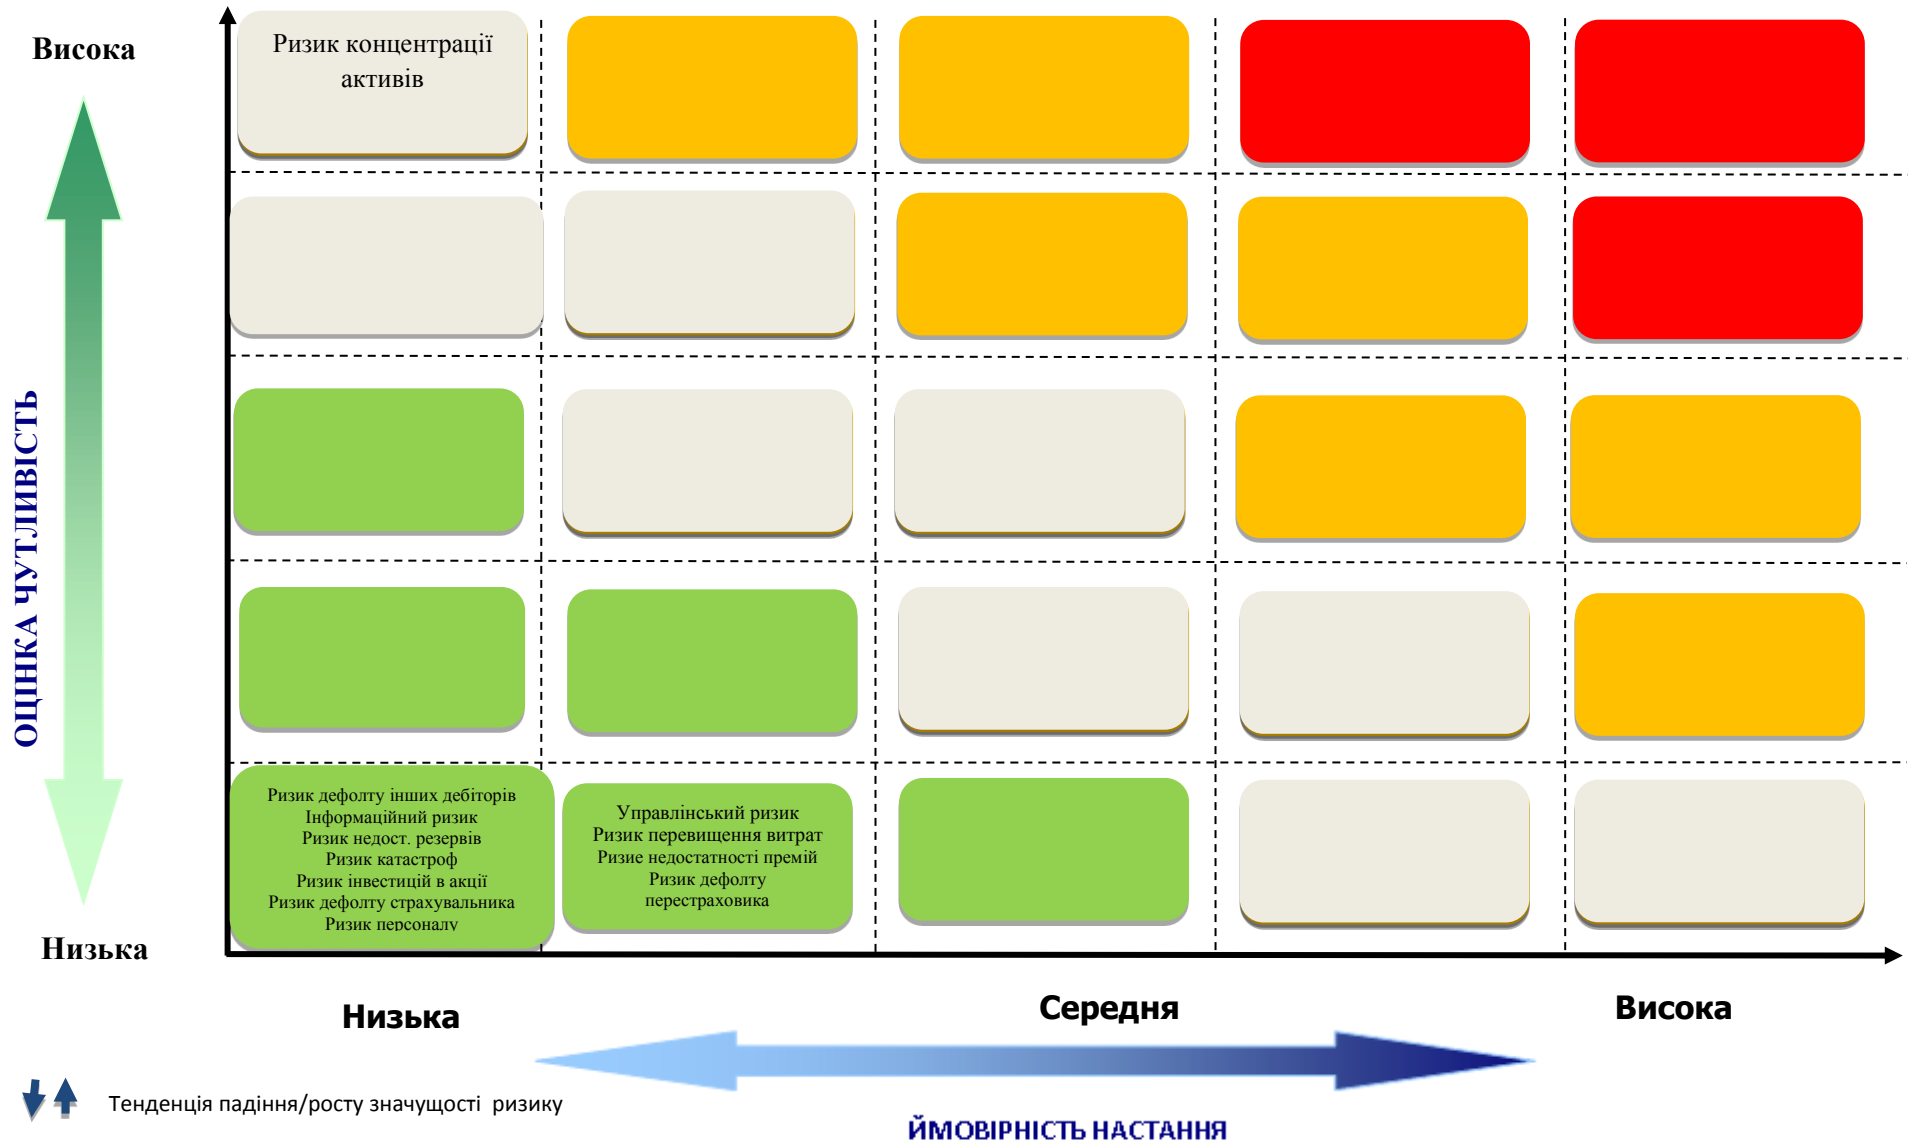 Висока
Ризик концентрації
активів
ОЦІНКА ЧУТЛИВІСТЬ
Ризик дефолту інших дебіторів
Інформаційний ризик
Ризик недост. резервів
Ризик катастроф
Ризик інвестицій в акції
Ризик дефолту страхувальника
Ризик персоналу
Управлінський ризик
Ризик перевищення витрат
Ризие недостатності премій
Ризик дефолту
перестраховика
Низька
Низька
Середня
Висока
Тенденція падіння/росту значущості ризику
ЙМОВІРНІСТЬ НАСТАННЯ